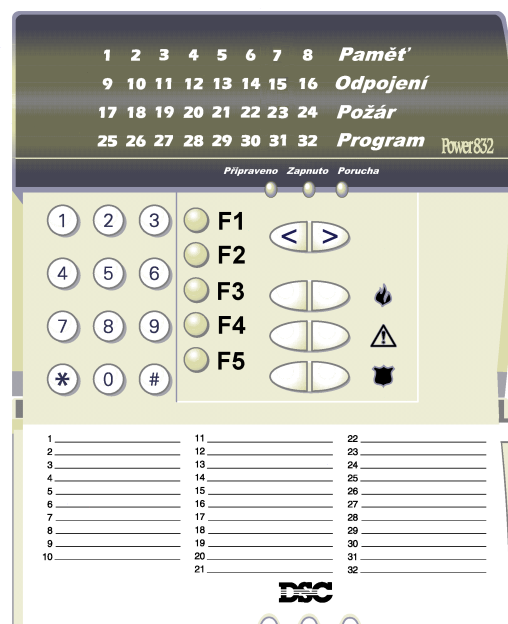 1 2 3 4 5 6 7 8 Paměť
9 10 11 12 13 14 15 16 Odpojení
17 18 19 20 21 22 23 24 Požár
25 26 27 28 29 30 31 32 Program
Power832
Připraveno Zapnuto Porucha
1 2 3 F1 < >
F2
4 5 6 F3
7 8 9 F4
* 0 # F5
1 11 22
2 12 23
3 13 24
4 14 25
5 15 26
6 16 27
7 17 28
8 18 29
9 19 30
10 20 31
21 32
DSC